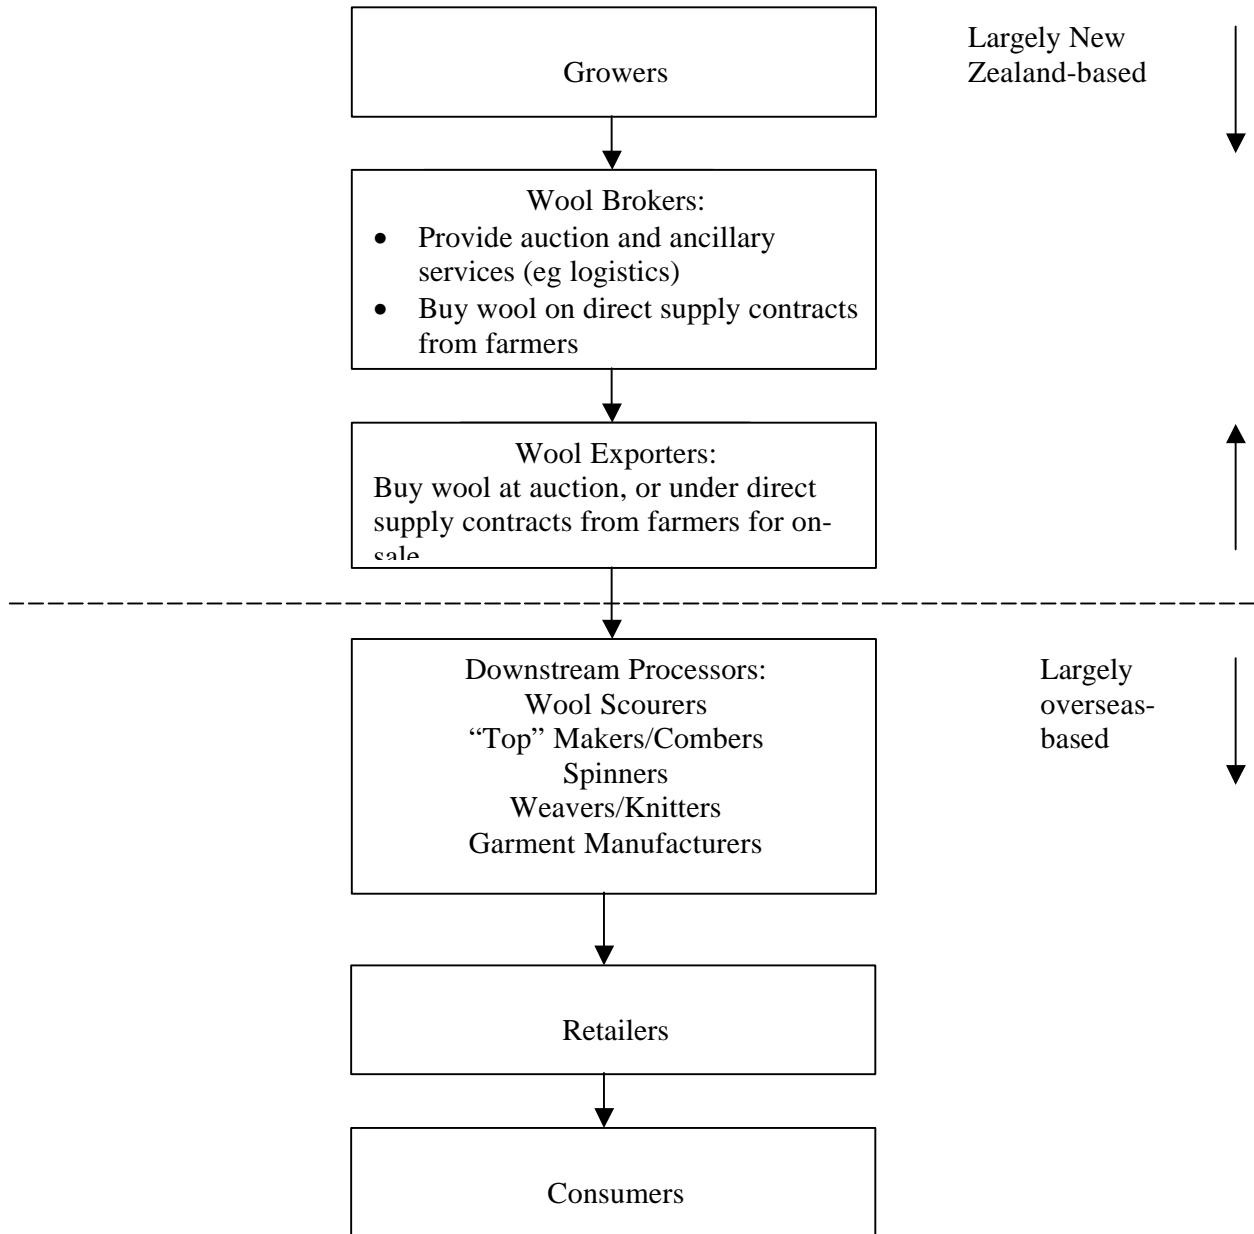 Growers
Largely New
Zealand-based
Wool Brokers:
• Provide auction and ancillary
services (eg logistics)
• Buy wool on direct supply contracts
from farmers
Wool Exporters:
Buy wool at auction, or under direct
supply contracts from farmers for on-
sale
Downstream Processors:
Wool Scourers
“Top” Makers/Combers
Spinners
Weavers/Knitters
Garment Manufacturers
Largely
overseas-
based
Retailers
Consumers